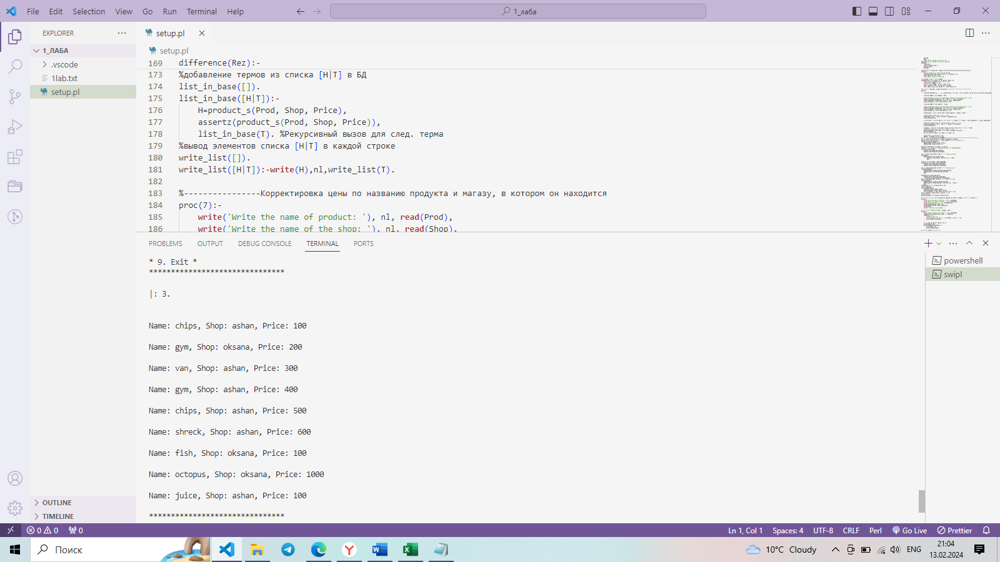 File Edit Selection View Go Run Terminal Help
1_лаба
EXPLORER
1_ЛАБА
.vscode
1lab.txt
setup.pl
OUTLINE
TIMELINE
setup.pl
setup.pl
169 difference(Rez):-
173 %добавление термов из списка [H|T] в БД
174 list_in_base([]).
175 list_in_base([H|T]):-
176 H=product_s(Prod, Shop, Price),
177 assertz(product_s(Prod, Shop, Price)),
178 list_in_base(T). %Рекурсивный вызов для след. терма
179 %вывод элементов списка [H|T] в каждой строке
180 write_list([]).
181 write_list([H|T]):-write(H),nl,write_list(T).
182
183 %----------------Корректировка цены по названию продукта и магазу, в котором он находится
184 proc(7):-
185 write('Write the name of product: '), nl, read(Prod),
186 write('Write the name of the shop: '), nl, read(Shop),
PROBLEMS OUTPUT DEBUG CONSOLE TERMINAL PORTS
* 9. Exit *
*******************************
|: 3.
Name: chips, Shop: ashan, Price: 100
Name: gym, Shop: oksana, Price: 200
Name: van, Shop: ashan, Price: 300
Name: gym, Shop: ashan, Price: 400
Name: chips, Shop: ashan, Price: 500
Name: shreck, Shop: ashan, Price: 600
Name: fish, Shop: oksana, Price: 100
Name: octopus, Shop: oksana, Price: 1000
Name: juice, Shop: ashan, Price: 100
*******************************
powershell
swipl
0 0 0
Ln 1, Col 1 Spaces: 4 UTF-8 CRLF Perl Go Live Prettier
Поиск
10°C Cloudy
ENG
21:04
13.02.2024